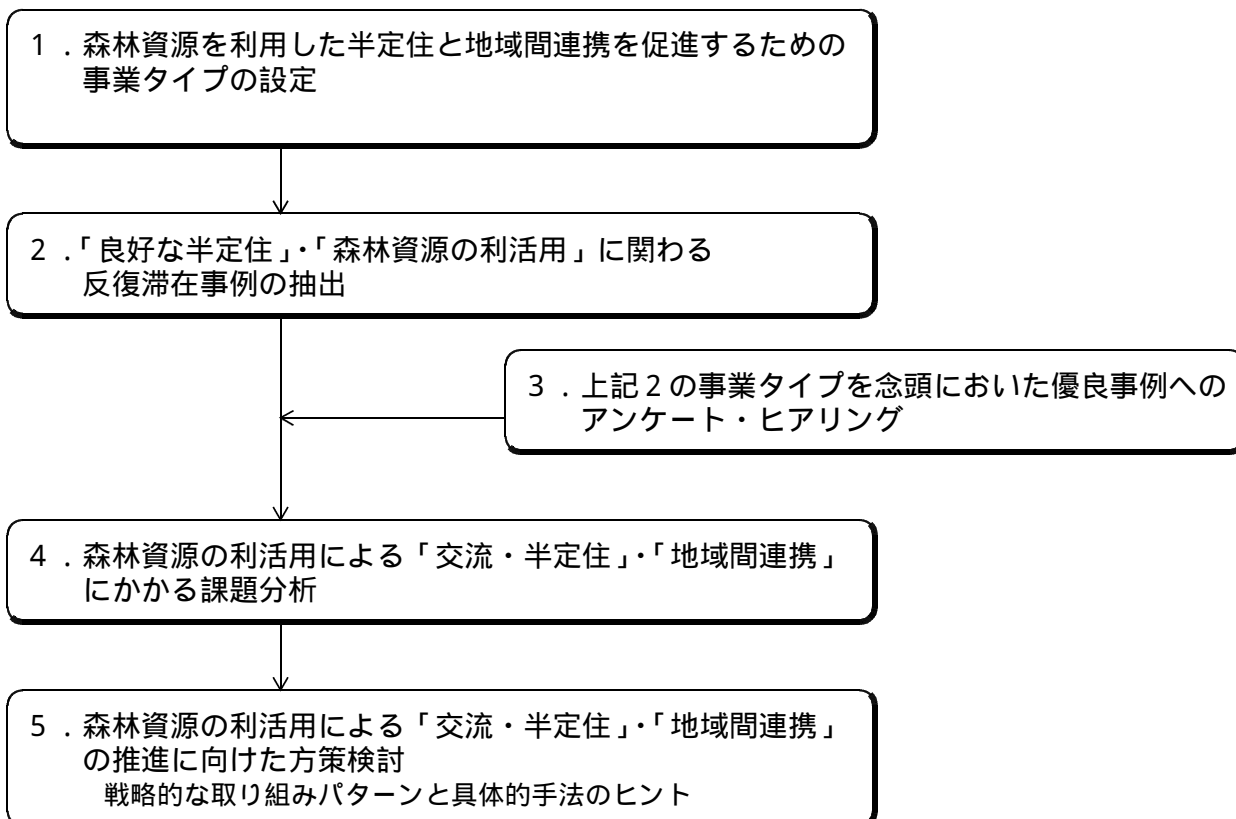 1．森林資源を利用した半定住と地域間連携を促進するための
事業タイプの設定
2．「良好な半定住」・「森林資源の利活用」に関わる
反復滞在事例の抽出
3．上記2の事業タイプを念頭においた優良事例への
アンケート・ヒアリング
4．森林資源の利活用による「交流・半定住」・「地域間連携」
にかかる課題分析
5．森林資源の利活用による「交流・半定住」・「地域間連携」
の推進に向けた方策検討
戦略的な取り組みパターンと具体的手法のヒント